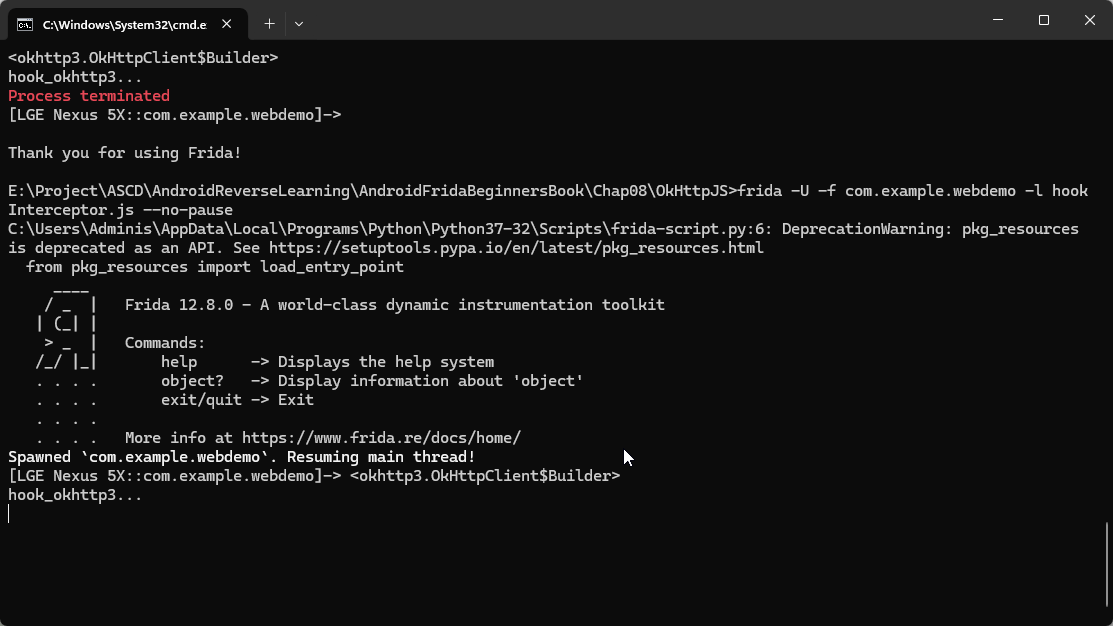 C:\Windows\System32\cmd.e
<okhttp3.OkHttpClient$Builder>
hook_okhttp3...
Process terminated
[LGE Nexus 5X::com.example.webdemo]->
Thank you for using Frida!
E:\Project\ASCD\AndroidReverseLearning\AndroidFridaBeginnersBook\Chap08\OkHttpJS>frida -U -f com.example.webdemo -l hook
Interceptor.js --no-pause
C:\Users\Adminis\AppData\Local\Programs\Python\Python37-32\Scripts\frida-script.py:6: DeprecationWarning: pkg_resources
is deprecated as an API. See https://setuptools.pypa.io/en/latest/pkg_resources.html
  from pkg_resources import load_entry_point
     ____
    / _  |   Frida 12.8.0 - A world-class dynamic instrumentation toolkit
   | (_| |
    > _  |   Commands:
   /_/ |_|       help      -> Displays the help system
   . . . .       object?   -> Display information about 'object'
   . . . .       exit/quit -> Exit
   . . . .
   . . . .   More info at https://www.frida.re/docs/home/
Spawned `com.example.webdemo`. Resuming main thread!
[LGE Nexus 5X::com.example.webdemo]-> <okhttp3.OkHttpClient$Builder>
hook_okhttp3...